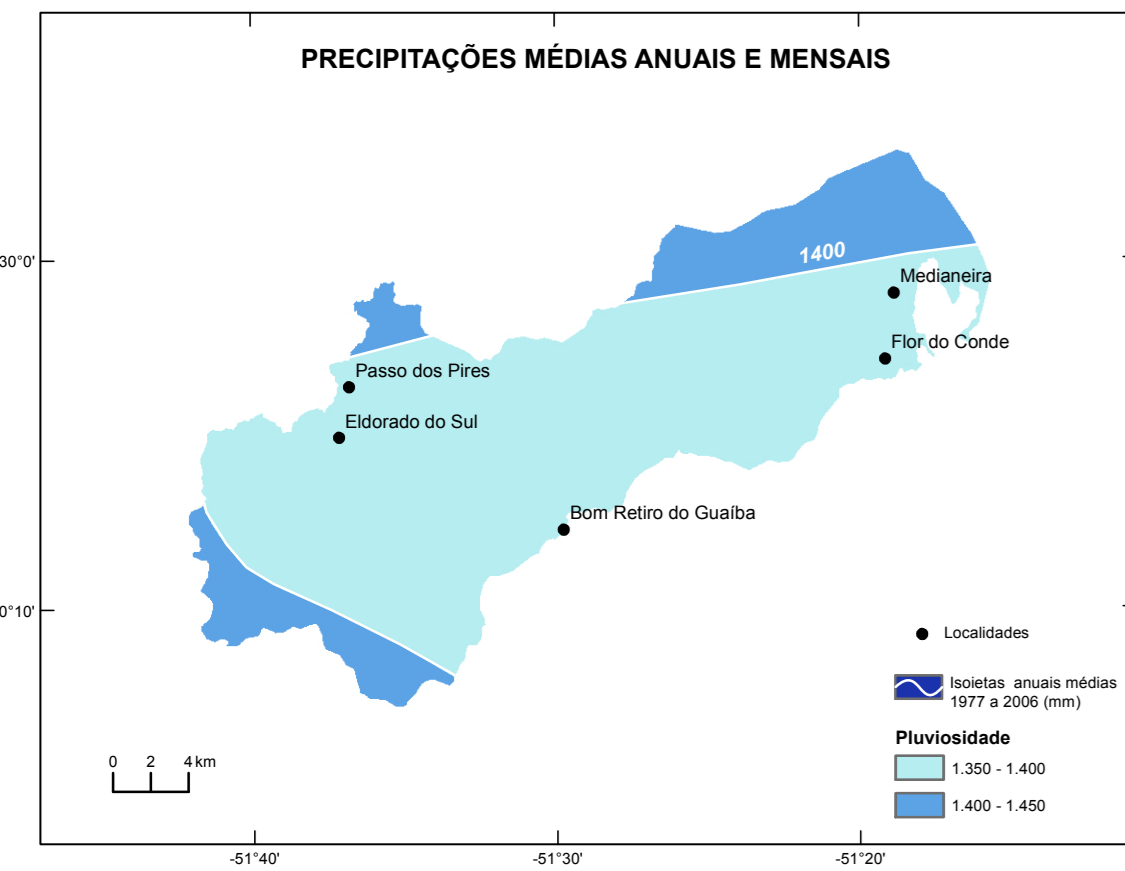 PRECIPITAÇÕES MÉDIAS ANUAIS E MENSAIS
1400
30°0'
Medianeira
Flor do Conde
Passo dos Pires
Eldorado do Sul
Bom Retiro do Guaíba
0°10'
Localidades
Isoietas anuais médias
1977 a 2006 (mm)
Pluviosidade
1.350 - 1.400
1.400 - 1.450
0 2 4 km
-51°40' -51°30' -51°20'